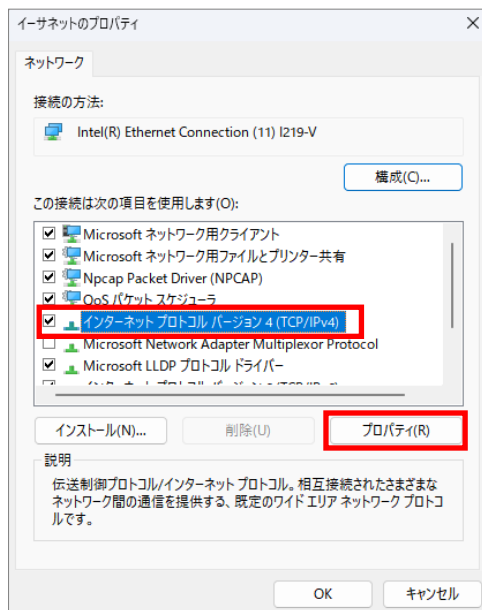 イーサネットのプロパティ
ネットワーク
接続の方法:
Intel(R) Ethernet Connection (11) I219-V
構成(C)...
この接続は次の項目を使用します(O):
Microsoft ネットワーク用クライアント
Microsoft ネットワーク用ファイルとプリンター共有
Npcap Packet Driver (NPCAP)
QoS パケット スケジューラ
インターネット プロトコル バージョン 4 (TCP/IPv4)
Microsoft Network Adapter Multiplexor Protocol
Microsoft LLDP プロトコル ドライバー
インストール(N)...
削除(U)
プロパティ(R)
説明
伝送制御プロトコル/インターネット プロトコル。相互接続されたさまざまな
ネットワーク間の通信を提供する、既定のワイド エリア ネットワーク プロトコ
ルです。
OK
キャンセル